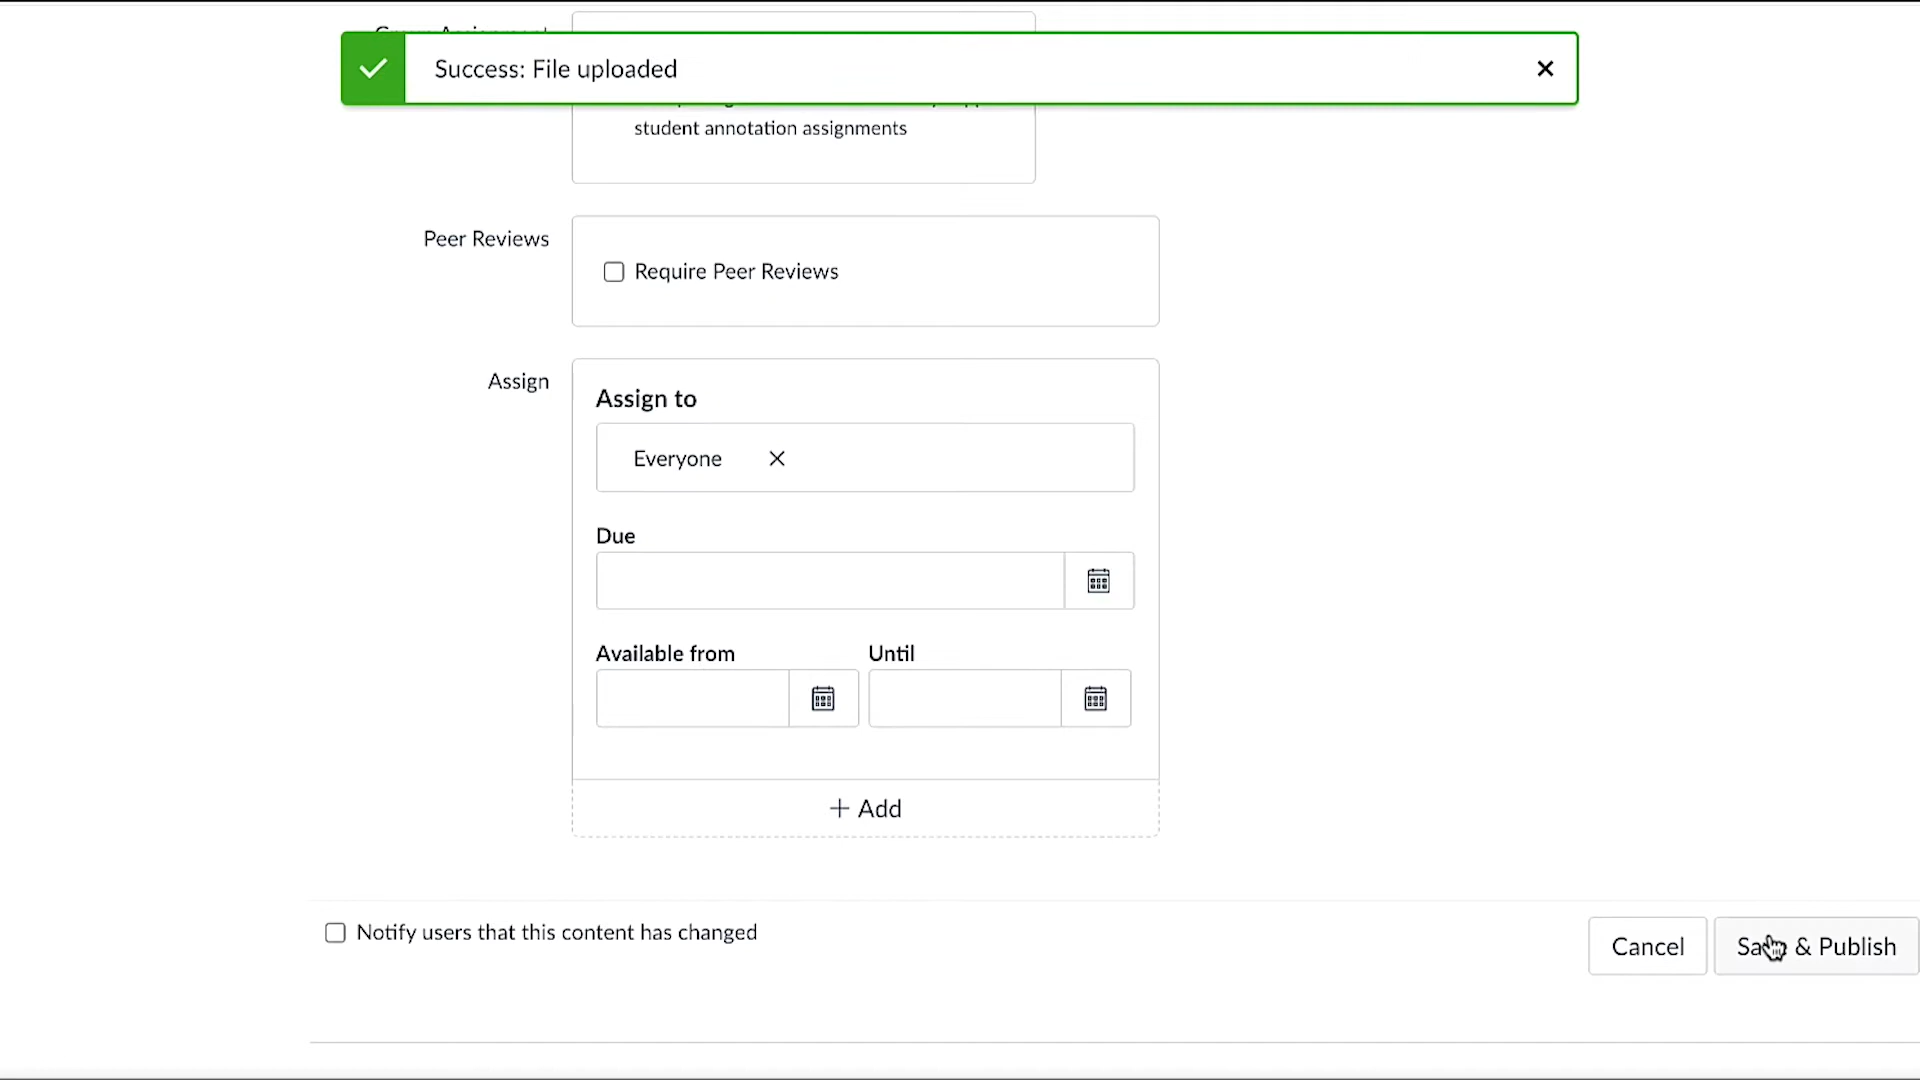 Success: File uploaded
student annotation assignments
Peer Reviews
Require Peer Reviews
Assign
Assign to
Everyone
Due
Available from
Until
+ Add
Notify users that this content has changed
Cancel
& Publish